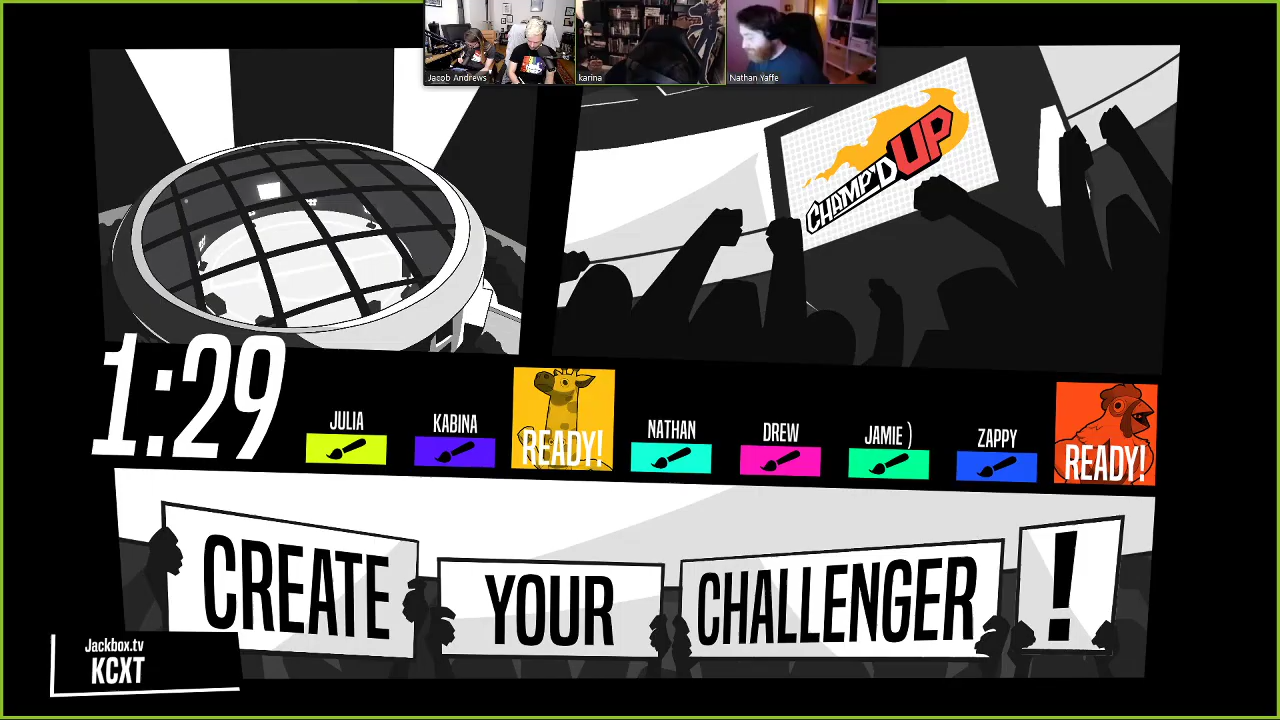 Jacob Andrews
karina
Nathan Yaffe
CHAMP'D UP
1:29
JULIA
KABINA
READY!
NATHAN
DREW
JAMIE )
ZAPPY
READY!
CREATE
YOUR
CHALLENGER
!
Jackbox.tv
KCXT